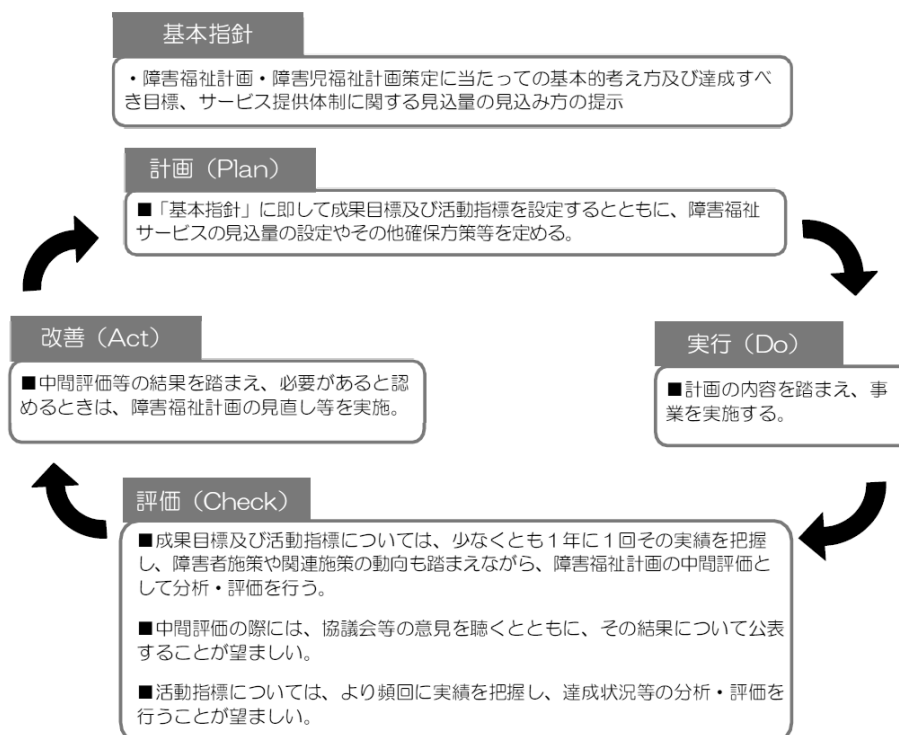 基本指針
・障害福祉計画・障害児福祉計画策定に当たっての基本的考え方及び達成すべ
き目標、サービス提供体制に関する見込量の見込み方の提示
計画（Plan）
■「基本指針」に即して成果目標及び活動指標を設定するとともに、障害福祉
サービスの見込量の設定やその他確保方策等を定める。
改善（Act）
■中間評価等の結果を踏まえ、必要があると認
めるときは、障害福祉計画の見直し等を実施。
実行（Do）
■計画の内容を踏まえ、事
業を実施する。
評価（Check）
■成果目標及び活動指標については、少なくとも１年に１回その実績を把握
し、障害者施策や関連施策の動向も踏まえながら、障害福祉計画の中間評価と
して分析・評価を行う。
■中間評価の際には、協議会等の意見を聴くとともに、その結果について公表
することが望ましい。
■活動指標については、より頻回に実績を把握し、達成状況等の分析・評価を
行うことが望ましい。